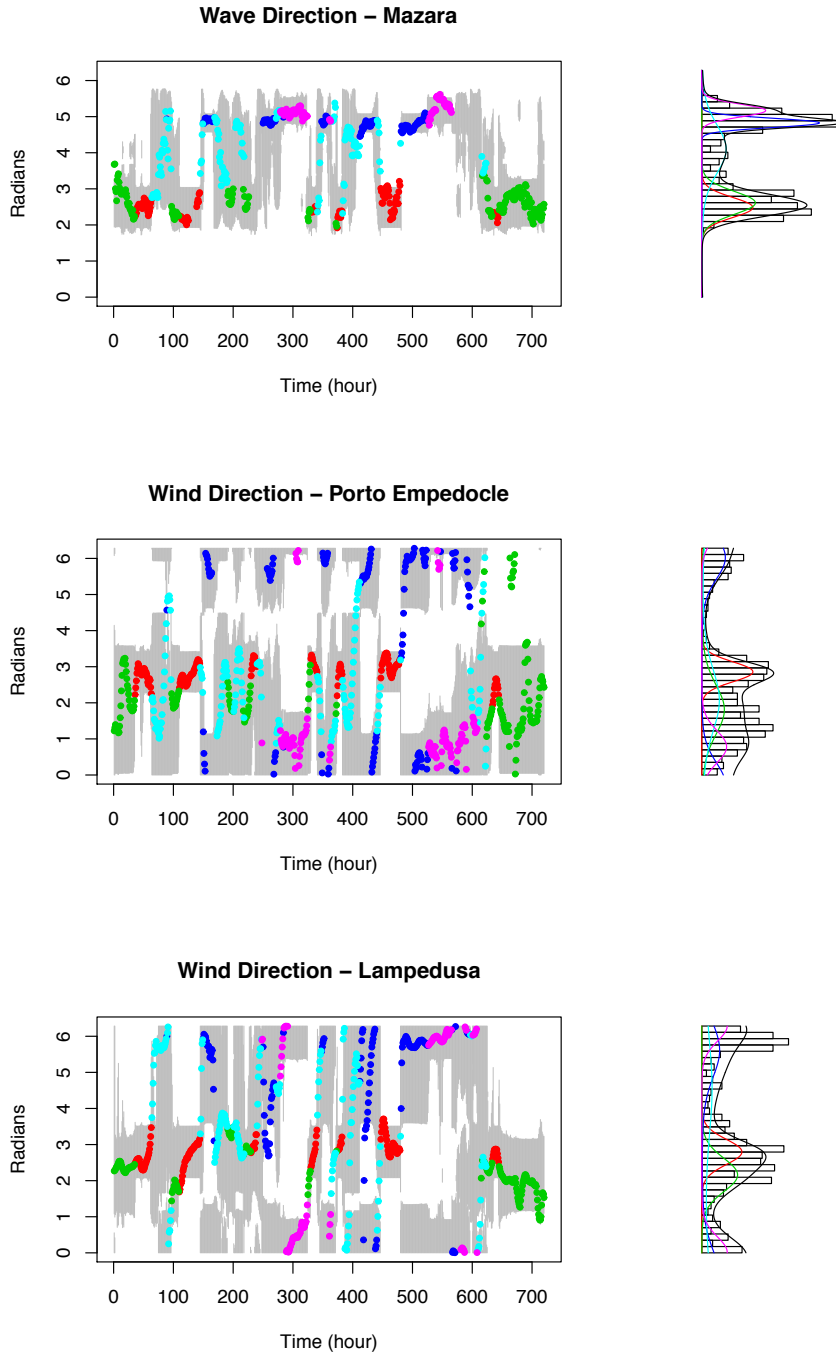 Wave Direction − Mazara
6
5
4
3
2
1
0
Radians
0 100 200 300 400 500 600 700
Time (hour)
Wind Direction − Porto Empedocle
6
5
4
3
2
1
0
Radians
0 100 200 300 400 500 600 700
Time (hour)
Wind Direction − Lampedusa
6
5
4
3
2
1
0
Radians
0 100 200 300 400 500 600 700
Time (hour)